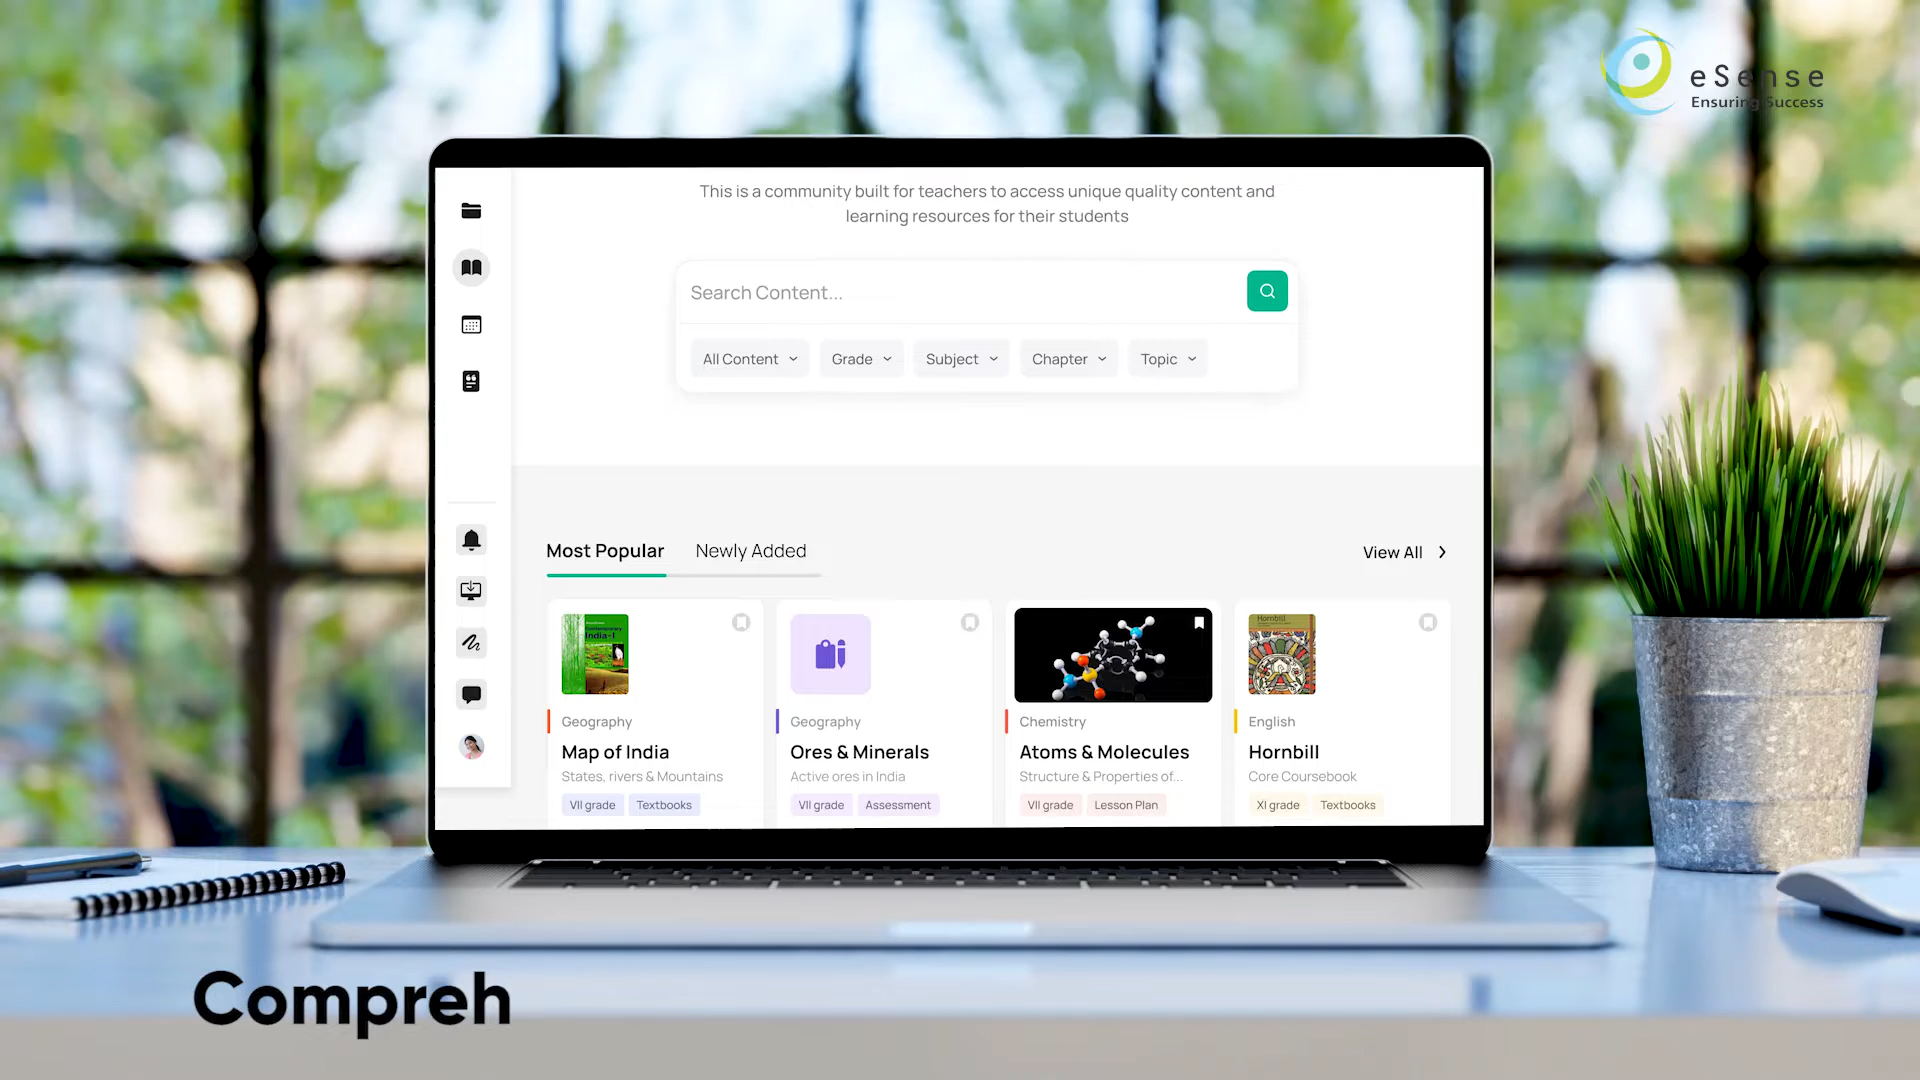 eSense
Ensuring Success
This is a community built for teachers to access unique quality content and
learning resources for their students
Search Content...
All Content
Grade
Subject
Chapter
Topic
Most Popular
Newly Added
View All
India-I
Hornbill
Geography
Geography
Chemistry
English
Map of India
Ores & Minerals
Atoms & Molecules
Hornbill
States, rivers & Mountains
Active ores in India
Structure & Properties of...
Core Coursebook
VII grade
Textbooks
VII grade
Assessment
VII grade
Lesson Plan
XI grade
Textbooks
Compreh